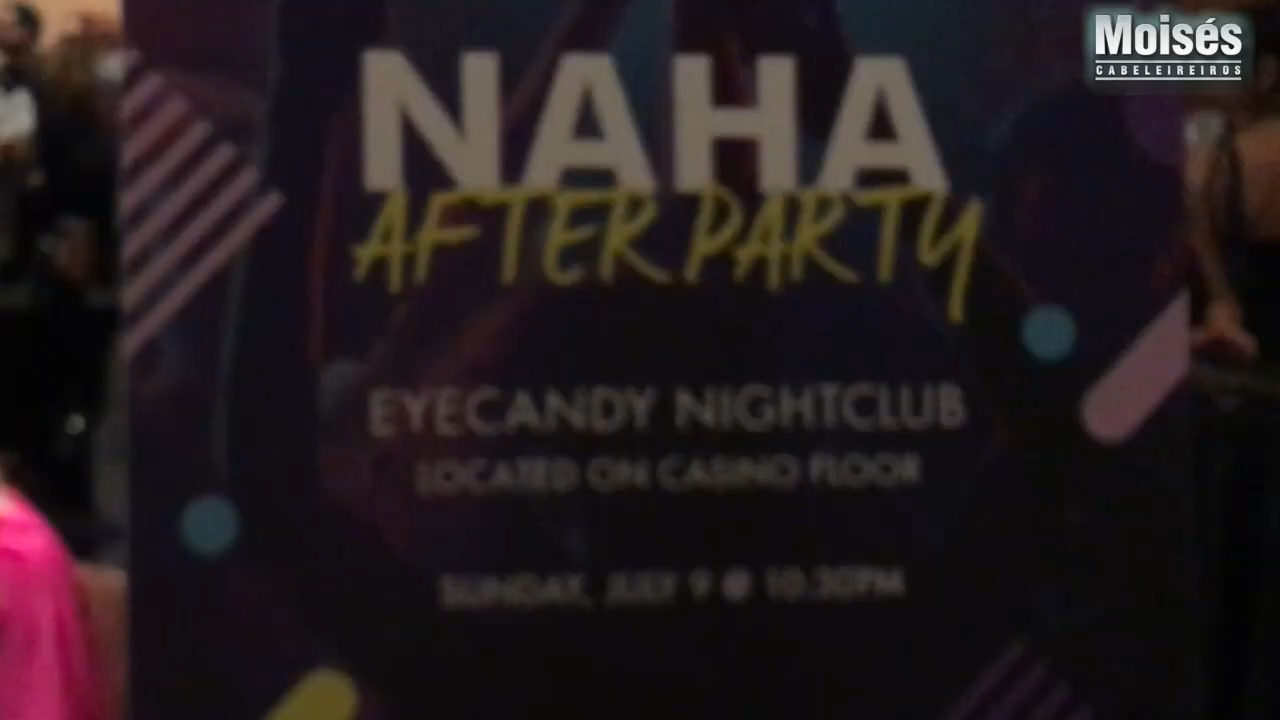 Moisés
CABELEIREIROS
NAHA
AFTER PARTY
EYECANDY NIGHTCLUB
LOCATED ON CASINO FLOOR
SUNDAY, JULY 9 @ 10:30PM